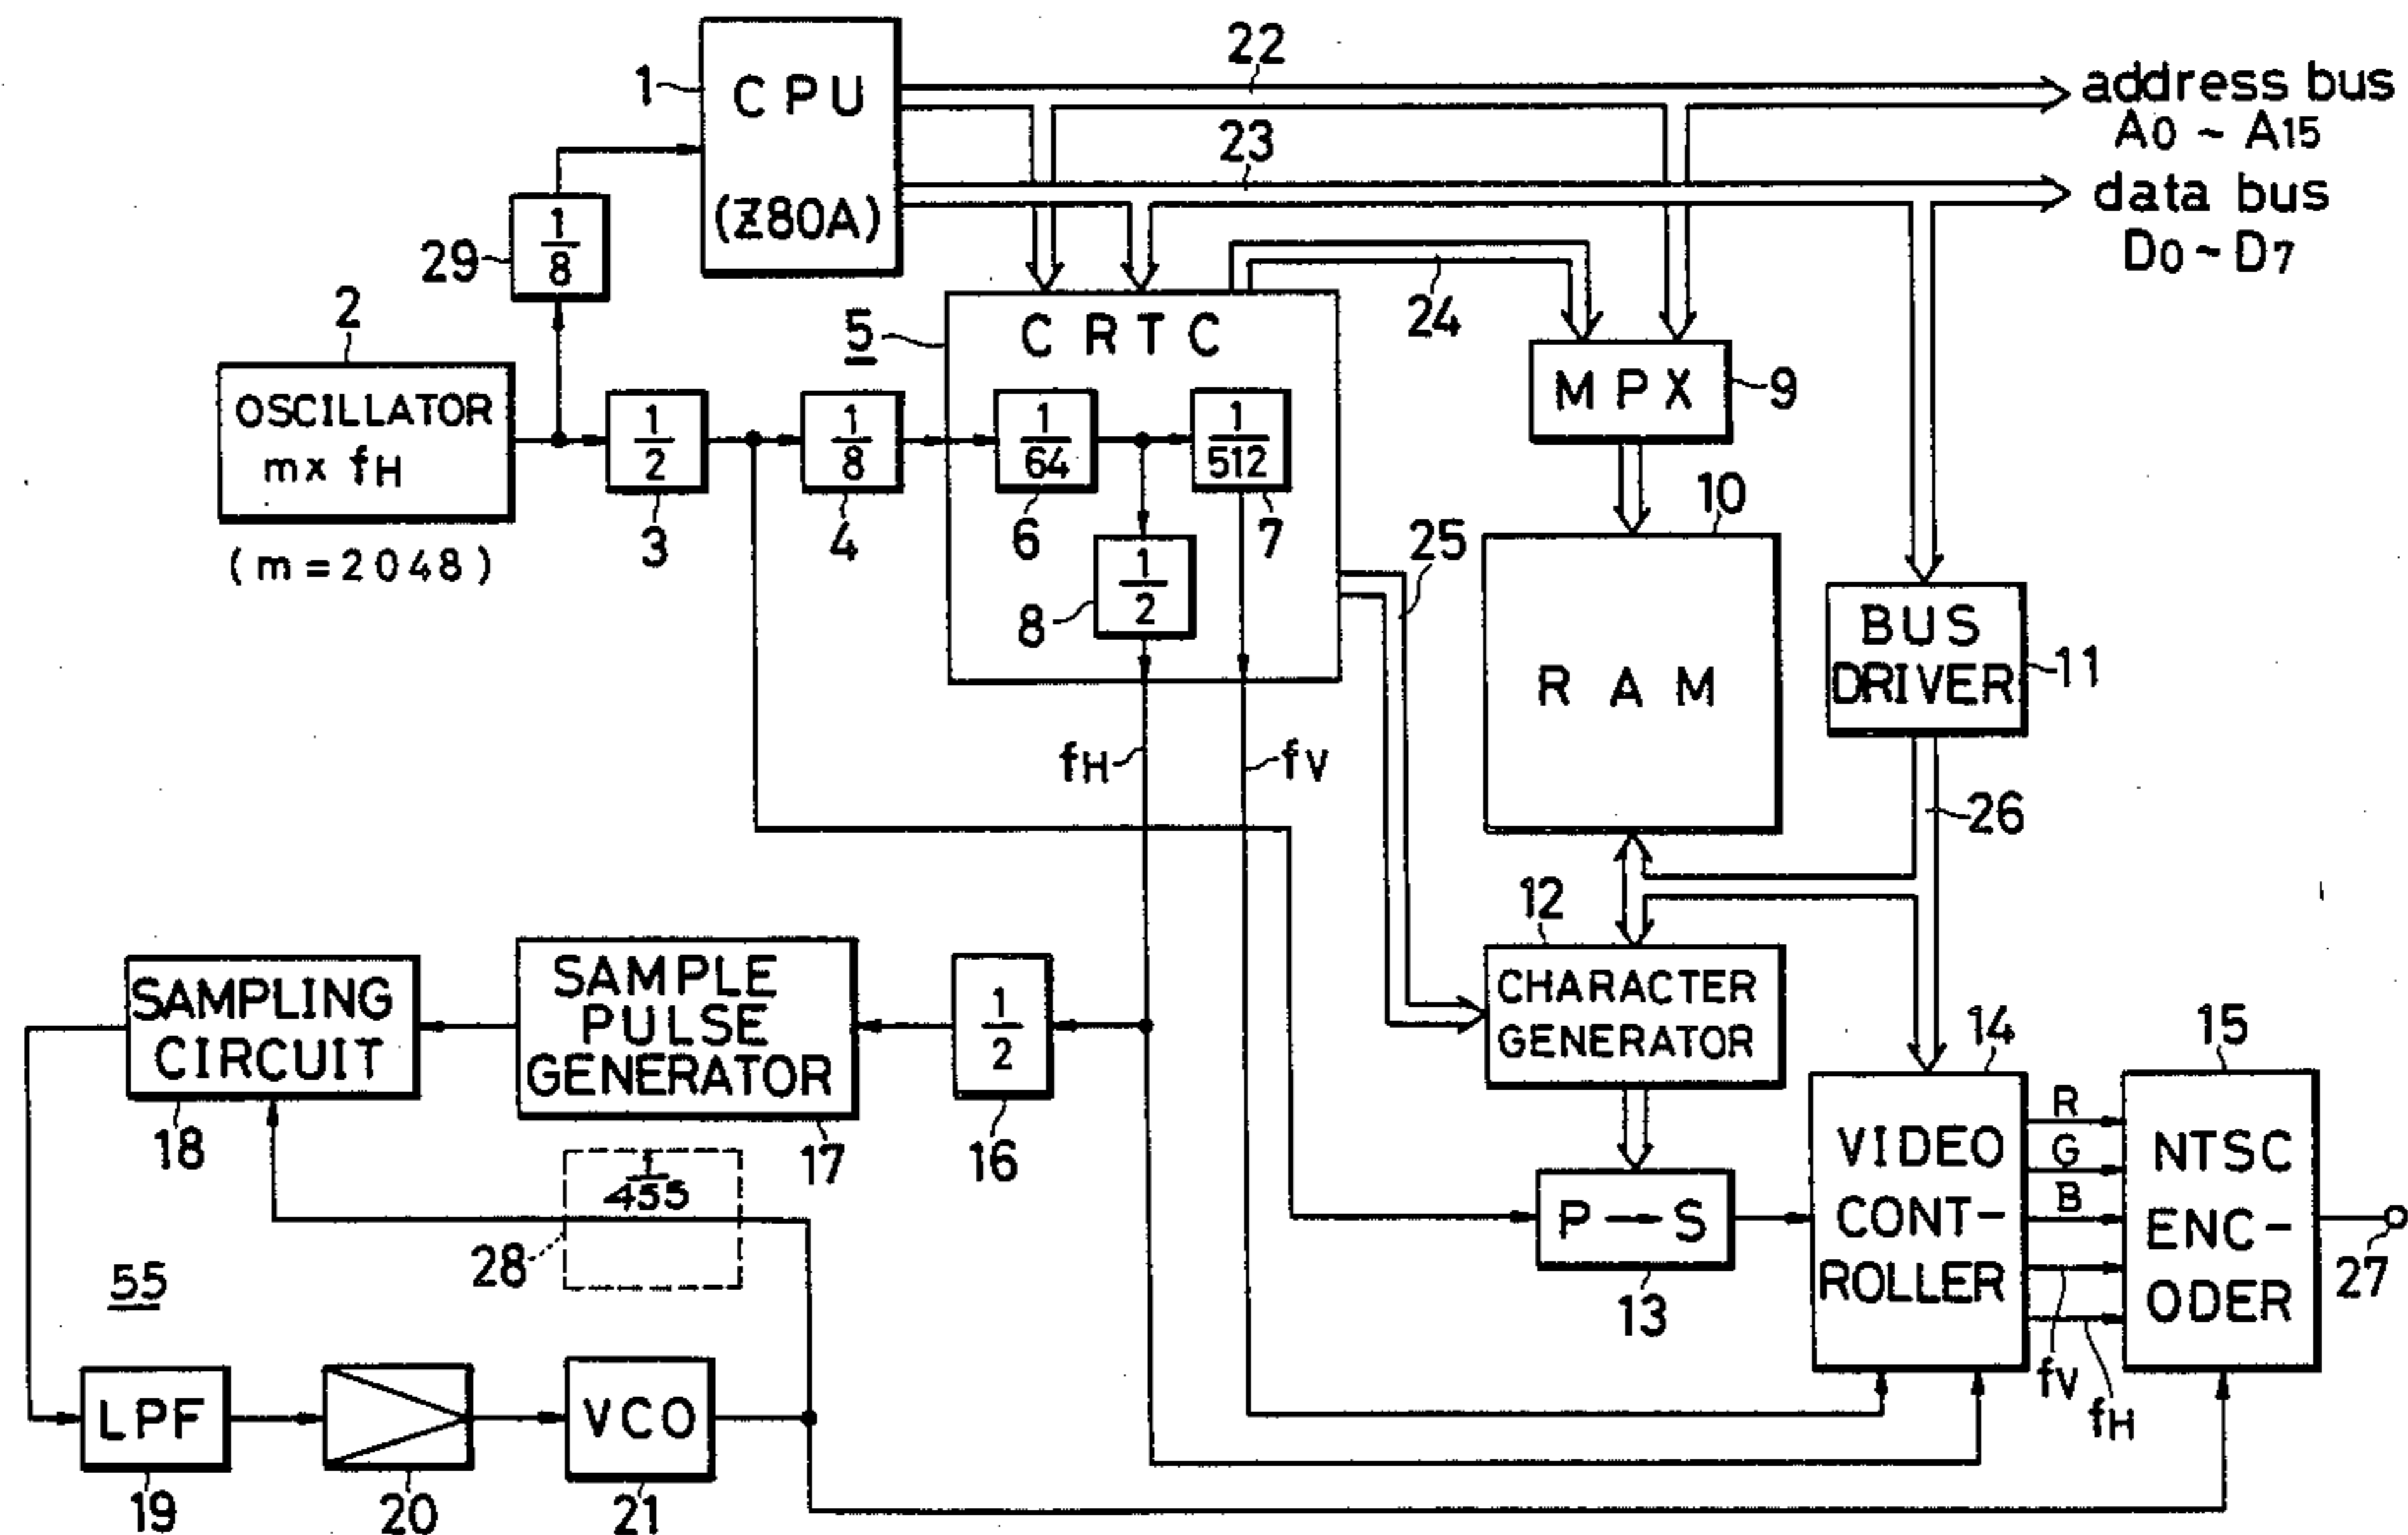 22
1
CPU
(Z80A)
address bus
A0 ~ A15
23
data bus
D0 ~ D7
29
1
8
2
OSCILLATOR
mx fH
(m=2048)
1
2
3
1
8
4
5
CRTC
1
64
6
1
512
7
1
2
8
24
MPX
9
25
10
RAM
BUS
DRIVER
11
26
fH
fV
12
CHARACTER
GENERATOR
SAMPLING
CIRCUIT
18
SAMPLE
PULSE
GENERATOR
17
1
2
16
P→S
13
14
VIDEO
CONT-
ROLLER
R
G
B
fV
fH
15
NTSC
ENC-
ODER
27
1
455
28
55
LPF
19
20
VCO
21